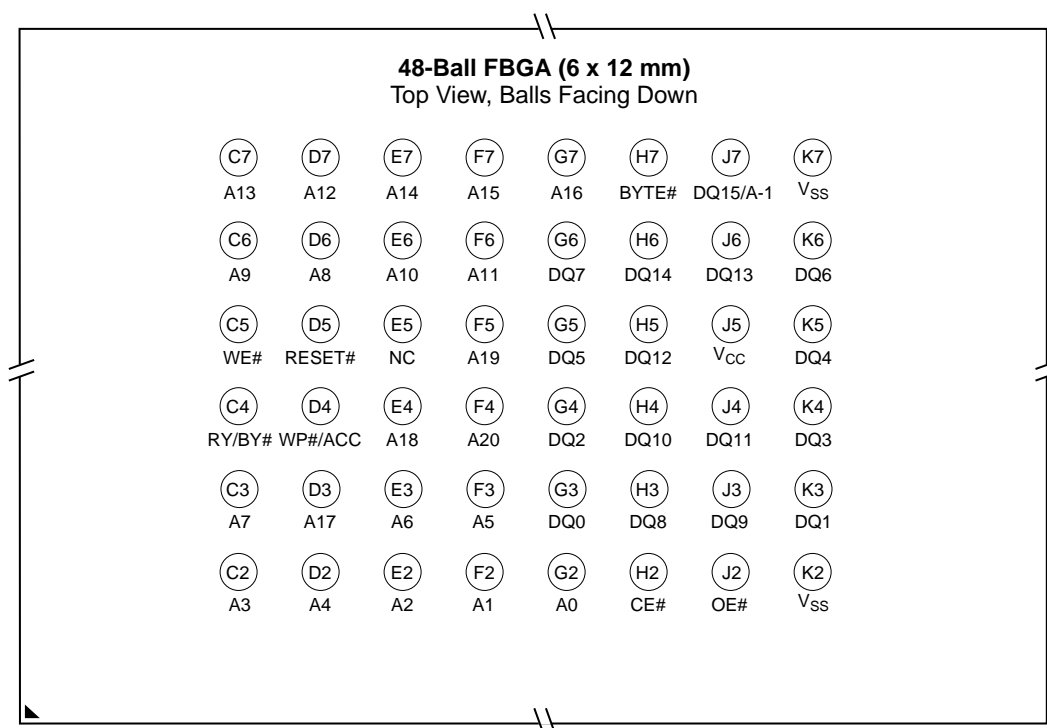 48-Ball FBGA (6 x 12 mm)
Top View, Balls Facing Down
C7 D7 E7 F7 G7 H7 J7 K7
A13 A12 A14 A15 A16 BYTE# DQ15/A-1 VSS
C6 D6 E6 F6 G6 H6 J6 K6
A9 A8 A10 A11 DQ7 DQ14 DQ13 DQ6
C5 D5 E5 F5 G5 H5 J5 K5
WE# RESET# NC A19 DQ5 DQ12 VCC DQ4
C4 D4 E4 F4 G4 H4 J4 K4
RY/BY# WP#/ACC A18 A20 DQ2 DQ10 DQ11 DQ3
C3 D3 E3 F3 G3 H3 J3 K3
A7 A17 A6 A5 DQ0 DQ8 DQ9 DQ1
C2 D2 E2 F2 G2 H2 J2 K2
A3 A4 A2 A1 A0 CE# OE# VSS